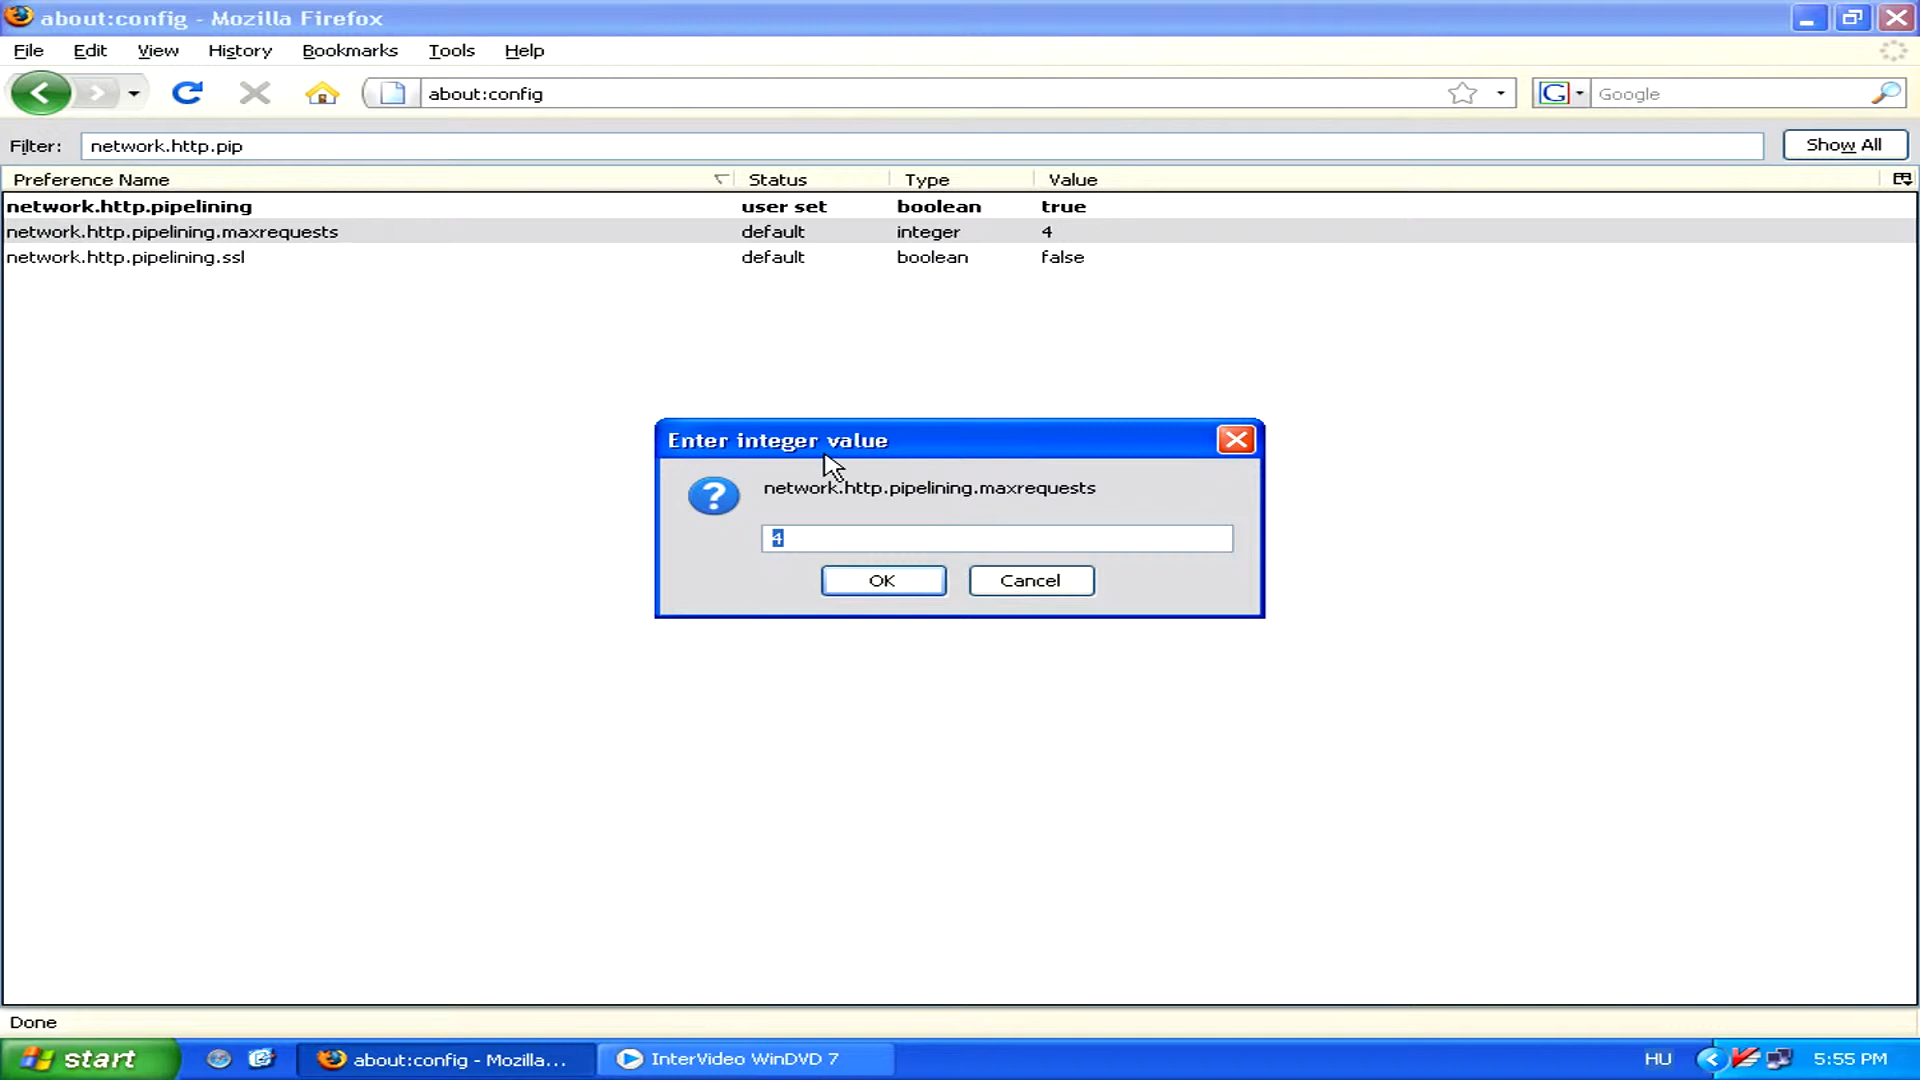 about:config - Mozilla Firefox
File Edit View History Bookmarks Tools Help
about:config
G Google
Filter: network.http.pip Show All
Preference Name Status Type Value
network.http.pipelining user set boolean true
network.http.pipelining.maxrequests default integer 4
network.http.pipelining.ssl default boolean false
Enter integer value
?
network.http.pipelining.maxrequests
4
OK Cancel
Done
start about:config - Mozilla... InterVideo WinDVD 7 HU 5:55 PM